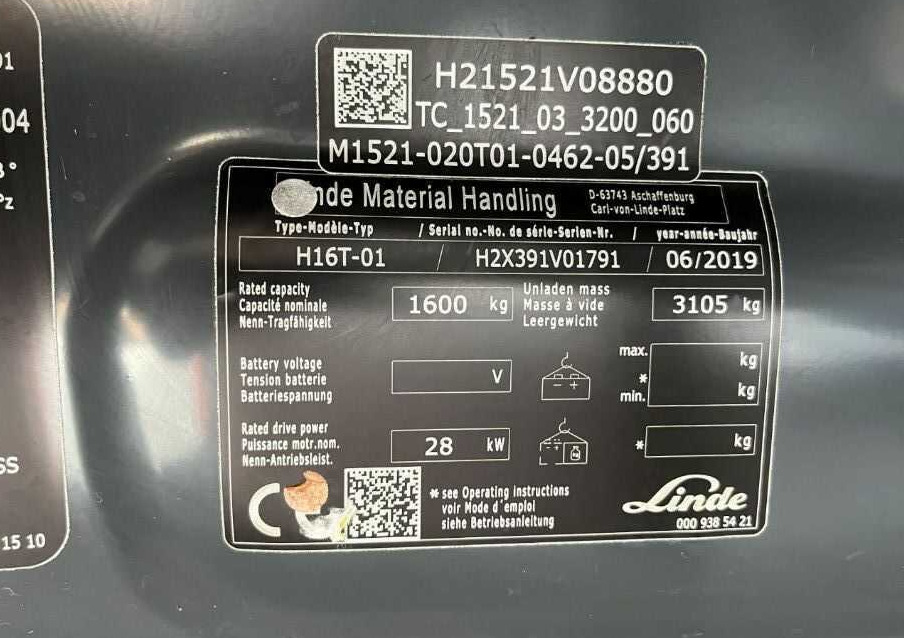 H21521V08880
TC_1521_03_3200_060
M1521-020T01-0462-05/391
Linde Material Handling
D-63743 Aschaffenburg
Carl-von-Linde-Platz
Type-Modèle-Typ / Serial no.-No. de série-Serien-Nr. / year-année-Baujahr
H16T-01 / H2X391V01791 / 06/2019
Rated capacity
Capacité nominale
Nenn-Tragfähigkeit
1600 kg
Unladen mass
Masse à vide
Leergewicht
3105 kg
Battery voltage
Tension batterie
Batteriespannung
V
- +
max. kg
*
min. kg
Rated drive power
Puissance motr.nom.
Nenn-Antriebsleist.
28 kW
* kg
CE
* see Operating instructions
voir Mode d'emploi
siehe Betriebsanleitung
Linde
000 938 54 21
01
-04
15 10